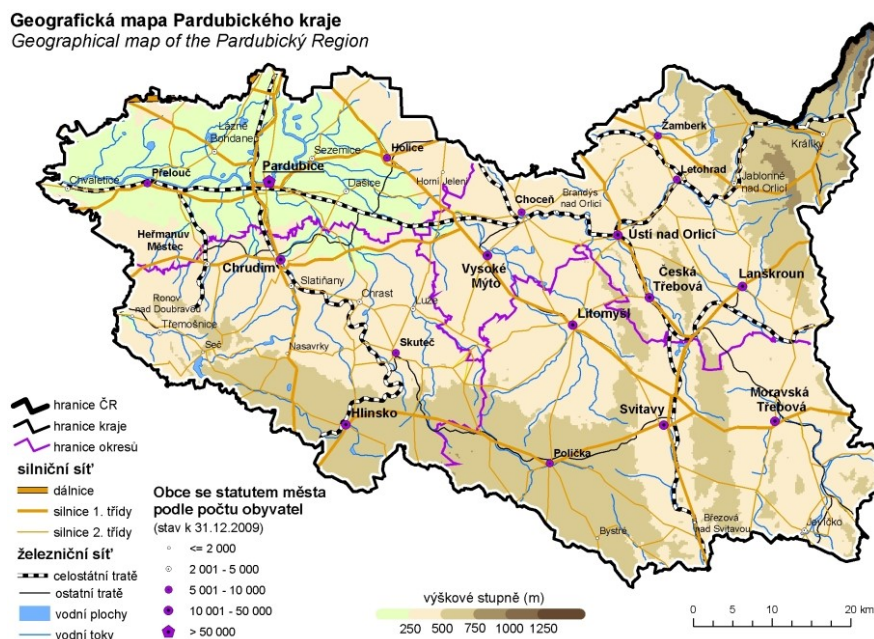 Geografická mapa Pardubického kraje
Geographical map of the Pardubický Region
Lázně
Bohdaneč
Sezemice
Holice
Žamberk
Králíky
Chvaletice
Přelouč
Pardubice
Dašice
Horní Jelení
Letohrad
Jablonné
nad Orlicí
Choceň
Brandýs
nad Orlicí
Heřmanův
Městec
Chrudim
Ústí nad Orlicí
Vysoké
Mýto
Česká
Třebová
Lanškroun
Slatiňany
Chrast
Luže
Ronov
nad Doubravou
Třemošnice
Litomyšl
Seč
Nasavrky
Skuteč
Hlinsko
Svitavy
Moravská
Třebová
Polička
Bystré
Březová
nad Svitavou
Jevíčko
hranice ČR
hranice kraje
hranice okresů
silniční síť
dálnice
silnice 1. třídy
silnice 2. třídy
železniční síť
celostátní tratě
ostatní tratě
vodní plochy
vodní toky
Obce se statutem města
podle počtu obyvatel
(stav k 31.12.2009)
<= 2 000
2 001 - 5 000
5 001 - 10 000
10 001 - 50 000
> 50 000
výškové stupně (m)
250 500 750 1000 1250
0 5 10 20 km